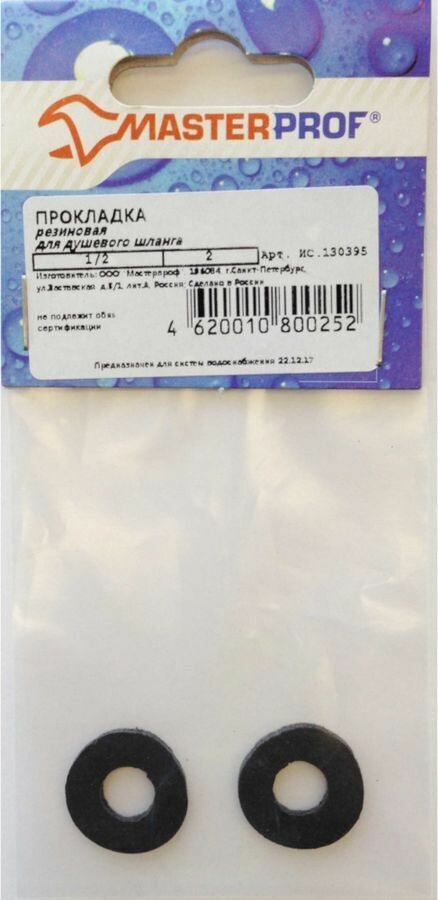 MASTERPROF®
ПРОКЛАДКА
резиновая
для душевого шланга
1/2 2 Арт. ИС.130395
Изготовитель: ООО Мастерпроф 196084 г.Санкт-Петербург,
ул.Заставская д.5/1, лит.А, Россия; Сделано в России
не подлежит обяз
сертификации
4 620010 800252
Предназначен для систем водоснабжения 22.12.17